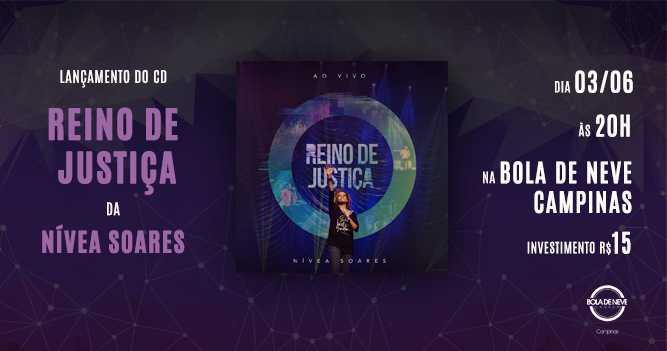 LANÇAMENTO DO CD
REINO DE
JUSTIÇA
DA
NÍVEA SOARES
AO VIVO
REINO DE
JUSTIÇA
NÍVEA SOARES
DIA 03/06
ÀS 20H
NA BOLA DE NEVE
CAMPINAS
INVESTIMENTO R$15
BOLA DE NEVE
CHURCH
Campinas